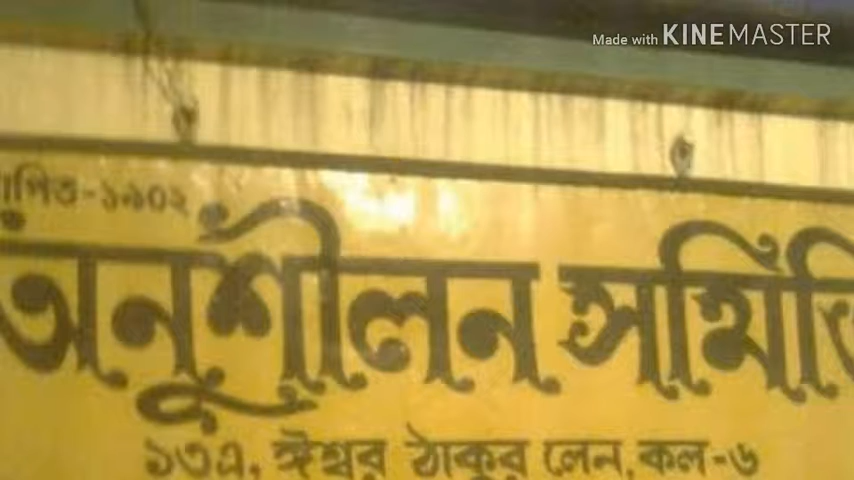 Made with KINEMASTER
াপিত-১৯০২
অনুশীলন সমিতি
১৩এ, ঈশ্বর ঠাকুর লেন, কল-৬